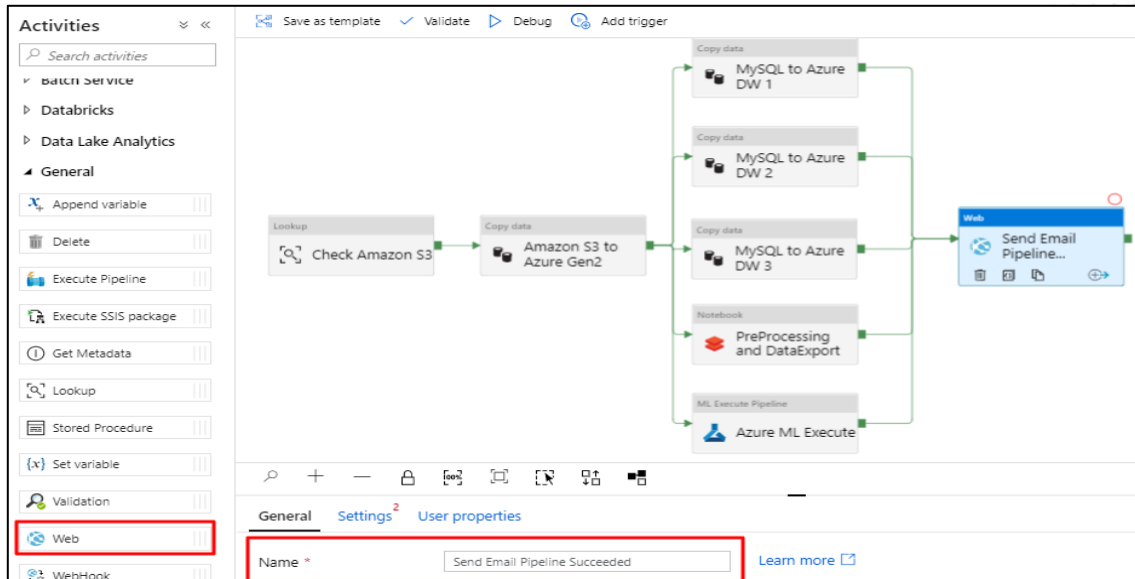 Activities
Search activities
Batch Service
Databricks
Data Lake Analytics
General
Append variable
Delete
Execute Pipeline
Execute SSIS package
Get Metadata
Lookup
Stored Procedure
Set variable
Validation
Web
WebHook
Save as template
Validate
Debug
Add trigger
Lookup
Check Amazon S3
Copy data
Amazon S3 to
Azure Gen2
Copy data
MySQL to Azure
DW 1
Copy data
MySQL to Azure
DW 2
Copy data
MySQL to Azure
DW 3
Notebook
PreProcessing
and DataExport
ML Execute Pipeline
Azure ML Execute
Web
Send Email
Pipeline...
100%
General
Settings 2
User properties
Name *
Send Email Pipeline Succeeded
Learn more